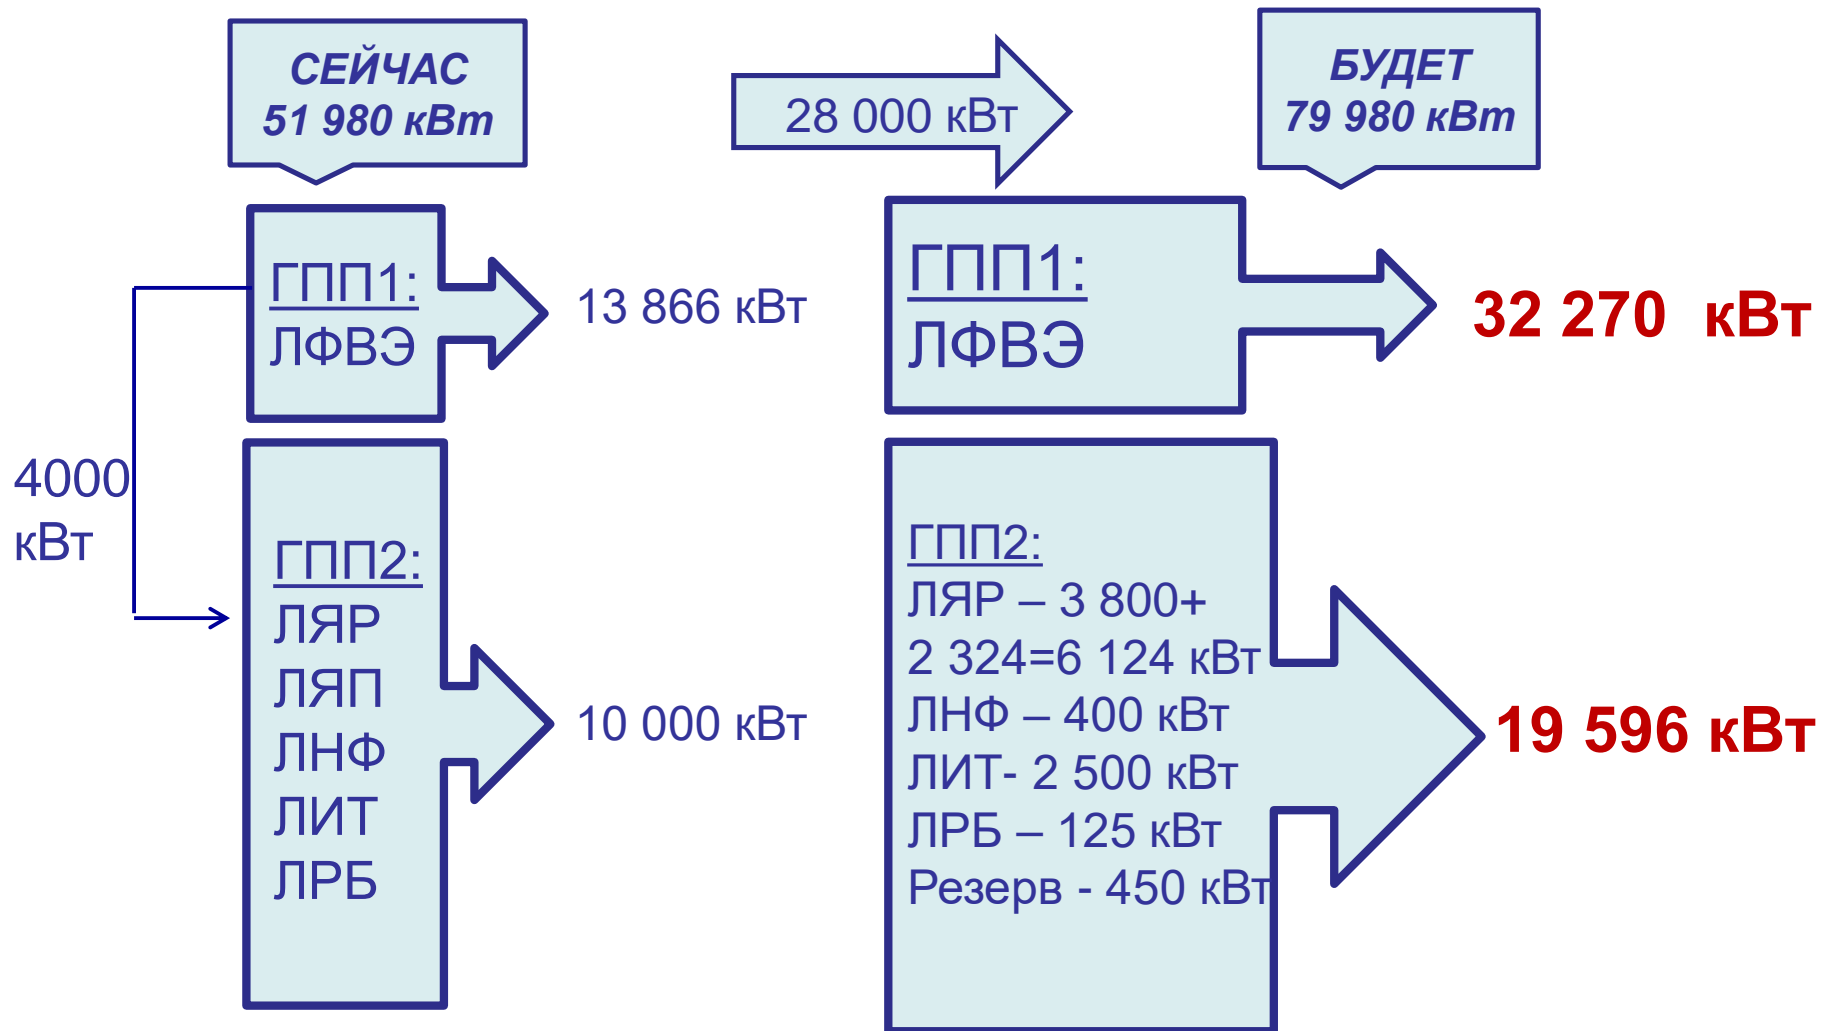 СЕЙЧАС
51 980 кВт
28 000 кВт
БУДЕТ
79 980 кВт
ГПП1:
ЛФВЭ
13 866 кВт
ГПП1:
ЛФВЭ
32 270 кВт
4000
кВт
ГПП2:
ЛЯР
ЛЯП
ЛНФ
ЛИТ
ЛРБ
10 000 кВт
ГПП2:
ЛЯР – 3 800+
2 324=6 124 кВт
ЛНФ – 400 кВт
ЛИТ- 2 500 кВт
ЛРБ – 125 кВт
Резерв - 450 кВт
19 596 кВт